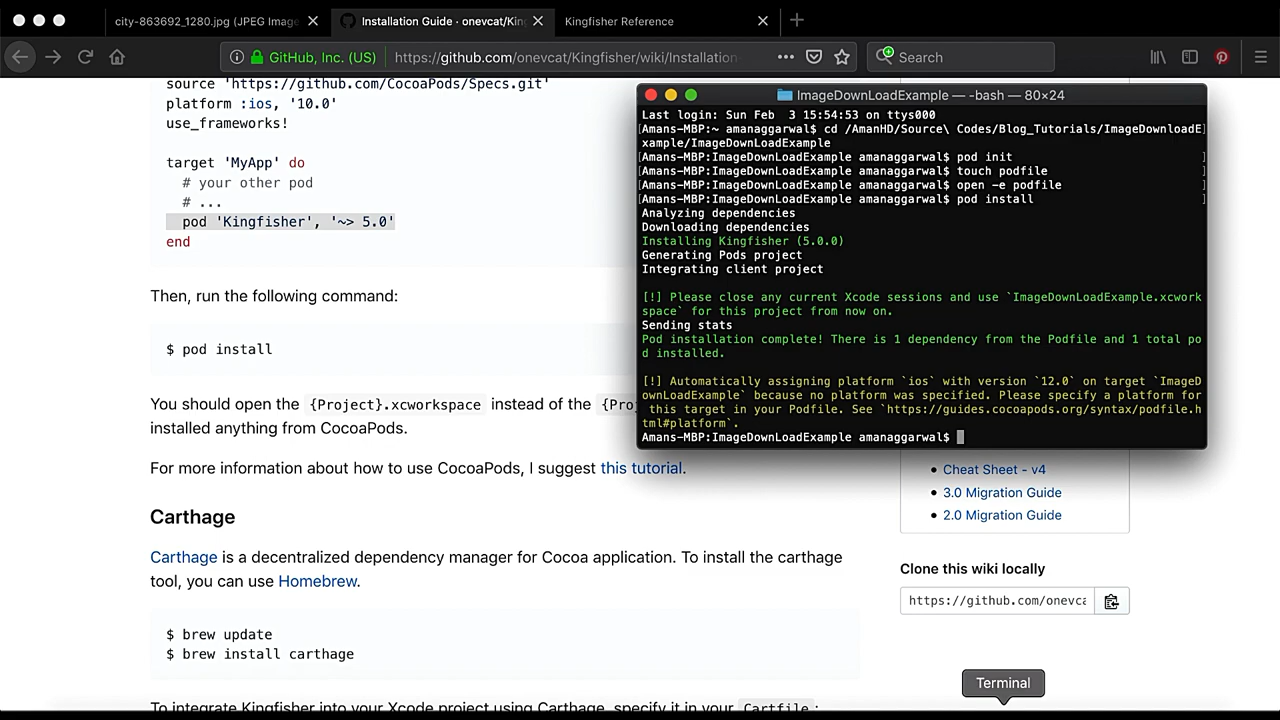 city-863692_1280.jpg (JPEG Imag
Installation Guide · onevcat/King
Kingfisher Reference
GitHub, Inc. (US)
https://github.com/onevcat/Kingfisher/wiki/Installation-
Search
source 'https://github.com/CocoaPods/Specs.git'
platform :ios, '10.0'
use_frameworks!
target 'MyApp' do
# your other pod
# ...
pod 'Kingfisher', '~> 5.0'
end
Then, run the following command:
$ pod install
You should open the {Project}.xcworkspace instead of the {Proj
installed anything from CocoaPods.
For more information about how to use CocoaPods, I suggest this tutorial.
Carthage
Carthage is a decentralized dependency manager for Cocoa application. To install the carthage
tool, you can use Homebrew.
$ brew update
$ brew install carthage
To integrate Kingfisher into your Xcode project using Carthage, specify it in your Cartfile:
ImageDownLoadExample — -bash — 80×24
Last login: Sun Feb  3 15:54:53 on ttys000
[Amans-MBP:~ amanaggarwal$ cd /AmanHD/Source\ Codes/Blog_Tutorials/ImageDownloadE]
xample/ImageDownLoadExample
[Amans-MBP:ImageDownLoadExample amanaggarwal$ pod init ]
[Amans-MBP:ImageDownLoadExample amanaggarwal$ touch podfile ]
[Amans-MBP:ImageDownLoadExample amanaggarwal$ open -e podfile ]
[Amans-MBP:ImageDownLoadExample amanaggarwal$ pod install ]
Analyzing dependencies
Downloading dependencies
Installing Kingfisher (5.0.0)
Generating Pods project
Integrating client project
[!] Please close any current Xcode sessions and use `ImageDownLoadExample.xcwork
space` for this project from now on.
Sending stats
Pod installation complete! There is 1 dependency from the Podfile and 1 total po
d installed.
[!] Automatically assigning platform `ios` with version `12.0` on target `ImageD
ownLoadExample` because no platform was specified. Please specify a platform for
this target in your Podfile. See `https://guides.cocoapods.org/syntax/podfile.h
tml#platform`.
Amans-MBP:ImageDownLoadExample amanaggarwal$
Cheat Sheet - v4
3.0 Migration Guide
2.0 Migration Guide
Clone this wiki locally
https://github.com/onevca
Terminal